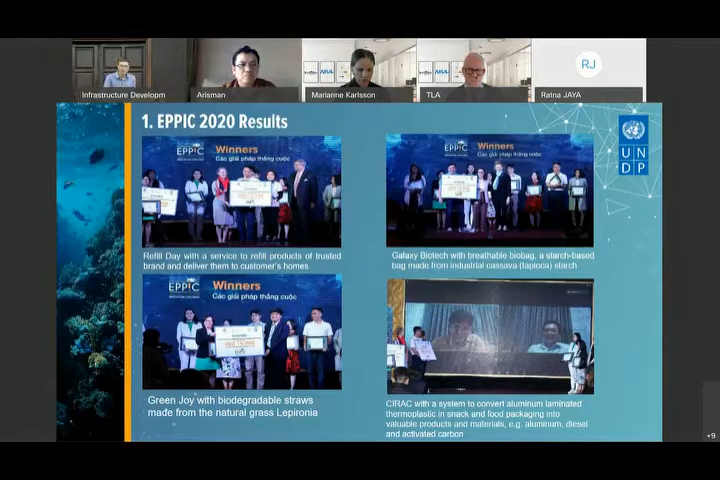 RJ
Infrastructure Developm
Arisman
Marianne Karlsson
TLA
Ratna JAYA
1. EPPIC 2020 Results
U N
D P
EPPIC
Winners
Các giải pháp thắng cuộc
EPPIC
Winners
Các giải pháp thắng cuộc
Refill Day with a service to refill products of trusted
brand and deliver them to customer's homes
Galaxy Biotech with breathable biobag, a starch-based
bag made from industrial cassava (tapioca) starch
EPPIC
Winners
Các giải pháp thắng cuộc
Green Joy with biodegradable straws
made from the natural grass Lepironia
CIRAC with a system to convert aluminum laminated
thermoplastic in snack and food packaging into
valuable products and materials, e.g. aluminum, diesel
and activated carbon
+9